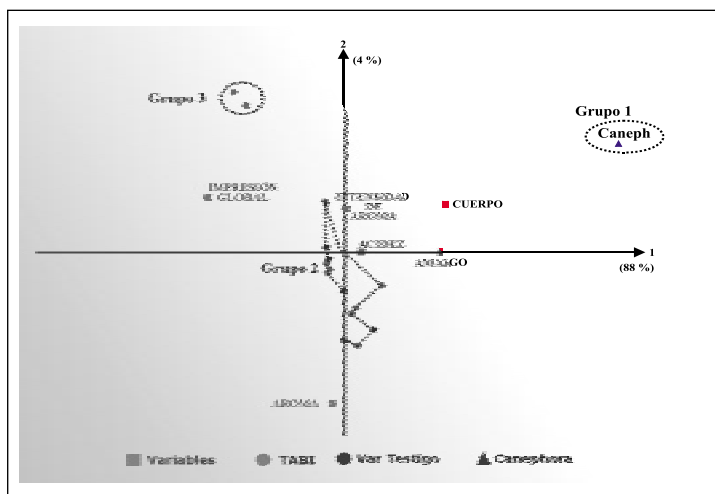 2
(4 %)
Grupo 3
Grupo 1
Caneph
IMPRESIÓN
GLOBAL
INTENSIDAD
DE
AROMA
CUERPO
ACIDEZ
1
AMARGO
Grupo 2
(88 %)
AROMA
Variables
TABI
Var Testigo
Canephora